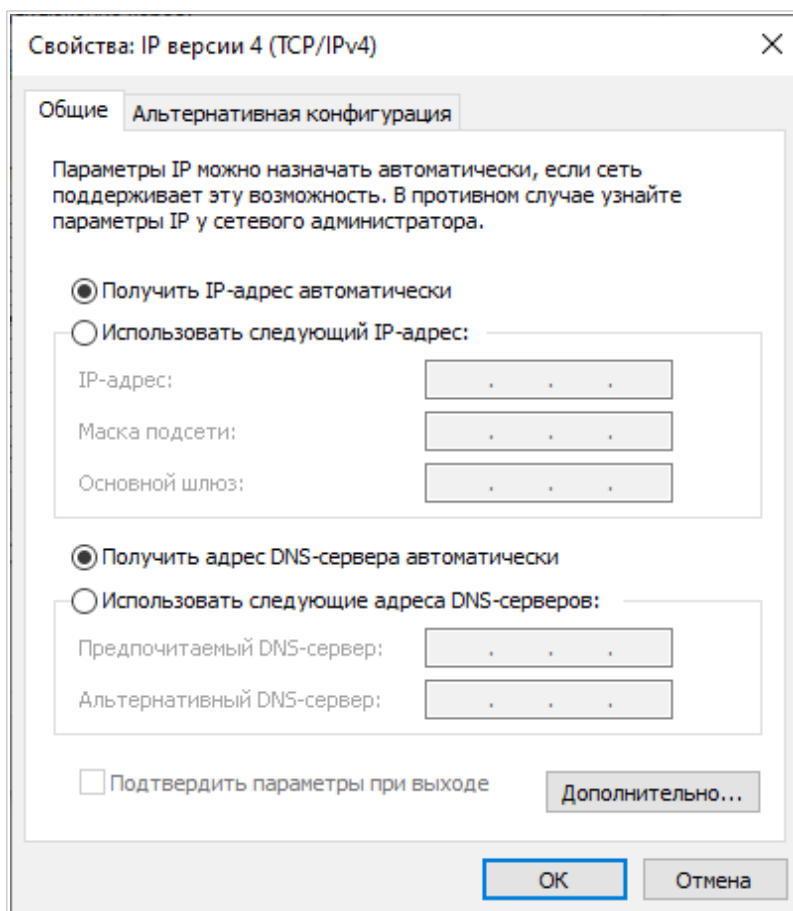 Свойства: IP версии 4 (TCP/IPv4)
Общие
Альтернативная конфигурация
Параметры IP можно назначать автоматически, если сеть
поддерживает эту возможность. В противном случае узнайте
параметры IP у сетевого администратора.
Получить IP-адрес автоматически
Использовать следующий IP-адрес:
IP-адрес:
Маска подсети:
Основной шлюз:
Получить адрес DNS-сервера автоматически
Использовать следующие адреса DNS-серверов:
Предпочитаемый DNS-сервер:
Альтернативный DNS-сервер:
Подтвердить параметры при выходе
Дополнительно...
ОК
Отмена